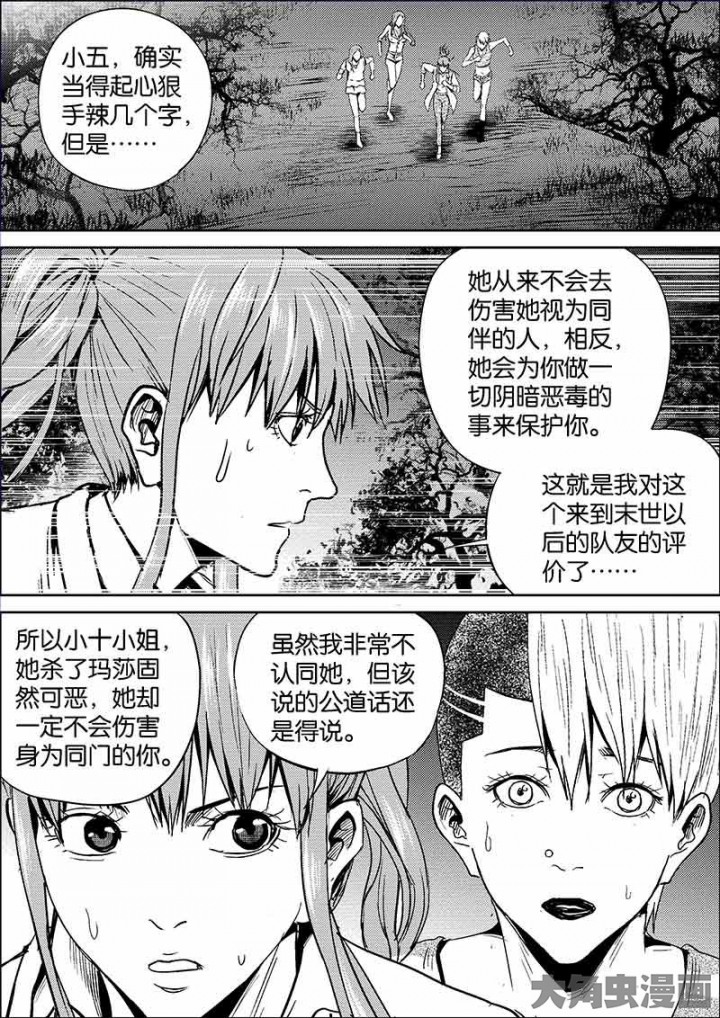 小五，确实
当得起心狠
手辣几个字，
但是……
她从来不会去
伤害她视为同
伴的人，相反，
她会为你做一
切阴暗恶毒的
事来保护你。
这就是我对这
个来到末世以
后的队友的评
价了……
所以小十小姐，
她杀了玛莎固
然可恶，她却
一定不会伤害
身为同门的你。
虽然我非常不
认同她，但该
说的公道话还
是得说。
大角虫漫画